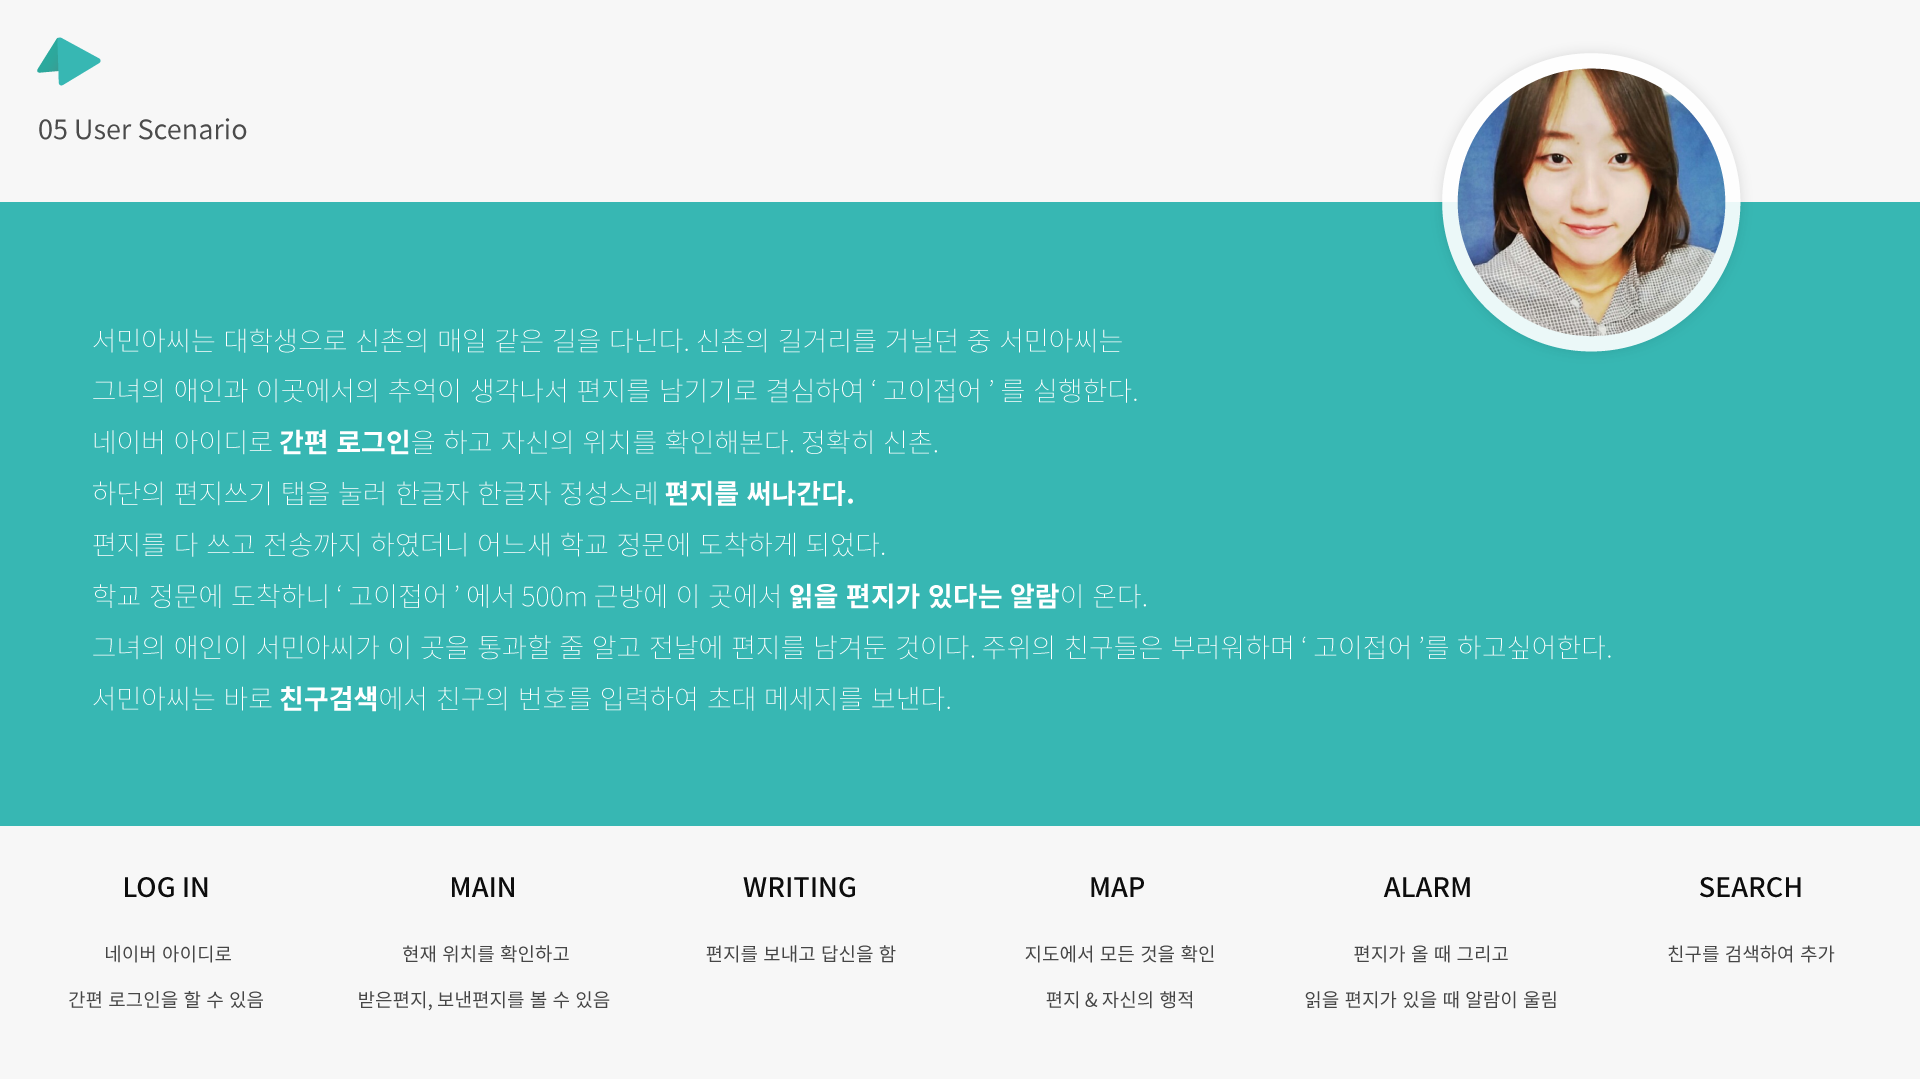 05 User Scenario
서민아씨는 대학생으로 신촌의 매일 같은 길을 다닌다. 신촌의 길거리를 거닐던 중 서민아씨는
그녀의 애인과 이곳에서의 추억이 생각나서 편지를 남기기로 결심하여 ‘ 고이접어 ’ 를 실행한다.
네이버 아이디로 간편 로그인을 하고 자신의 위치를 확인해본다. 정확히 신촌.
하단의 편지쓰기 탭을 눌러 한글자 한글자 정성스레 편지를 써나간다.
편지를 다 쓰고 전송까지 하였더니 어느새 학교 정문에 도착하게 되었다.
학교 정문에 도착하니 ‘ 고이접어 ’ 에서 500m 근방에 이 곳에서 읽을 편지가 있다는 알람이 온다.
그녀의 애인이 서민아씨가 이 곳을 통과할 줄 알고 전날에 편지를 남겨둔 것이다. 주위의 친구들은 부러워하며 ‘ 고이접어 ’를 하고싶어한다.
서민아씨는 바로 친구검색에서 친구의 번호를 입력하여 초대 메세지를 보낸다.
LOG IN
네이버 아이디로
간편 로그인을 할 수 있음
MAIN
현재 위치를 확인하고
받은편지, 보낸편지를 볼 수 있음
WRITING
편지를 보내고 답신을 함
MAP
지도에서 모든 것을 확인
편지 & 자신의 행적
ALARM
편지가 올 때 그리고
읽을 편지가 있을 때 알람이 울림
SEARCH
친구를 검색하여 추가